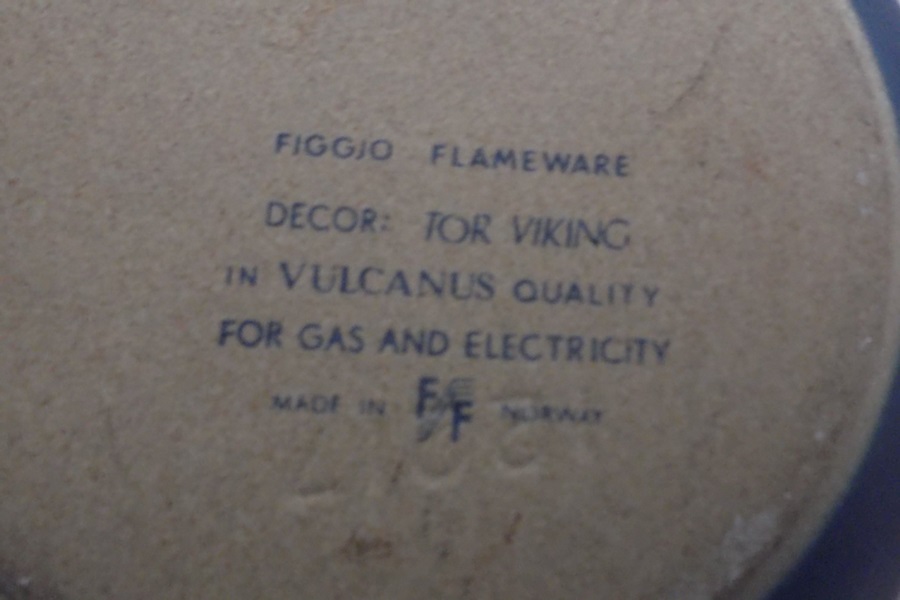 FIGGJO FLAMEWARE
DECOR: TOR VIKING
IN VULCANUS QUALITY
FOR GAS AND ELECTRICITY
MADE IN FF NORWAY